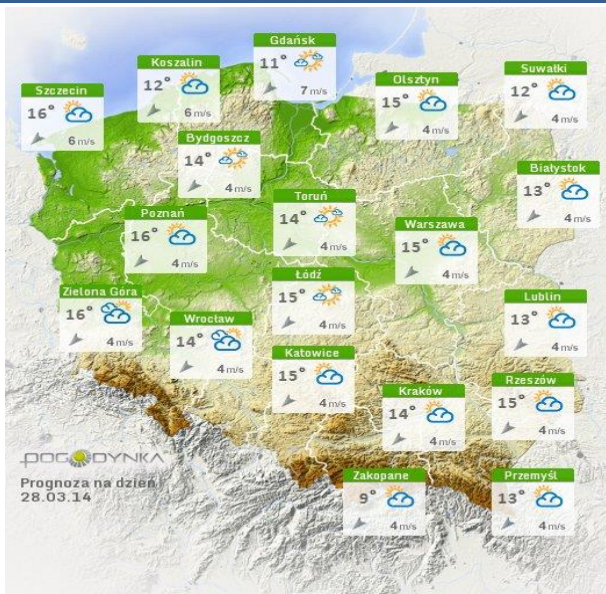 Gdańsk
11°
7 m/s
Koszalin
12°
6 m/s
Suwałki
12°
4 m/s
Olsztyn
15°
4 m/s
Szczecin
16°
6 m/s
Bydgoszcz
14°
4 m/s
Białystok
13°
4 m/s
Toruń
14°
4 m/s
Poznań
16°
4 m/s
Warszawa
15°
4 m/s
Łódź
15°
4 m/s
Zielona Góra
16°
4 m/s
Lublin
13°
4 m/s
Wrocław
14°
4 m/s
Katowice
15°
4 m/s
Kraków
14°
4 m/s
Rzeszów
15°
4 m/s
POGODYNKA
Prognoza na dzień
28.03.14
Zakopane
9°
4 m/s
Przemyśl
13°
4 m/s